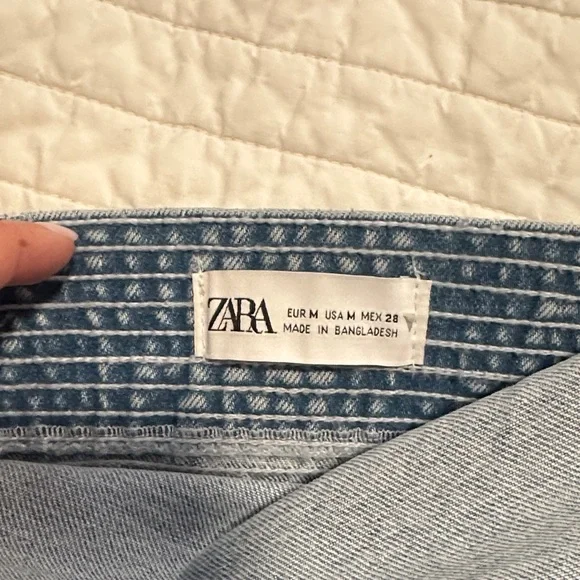 ZARA
EUR M USA M MEX 28
MADE IN BANGLADESH